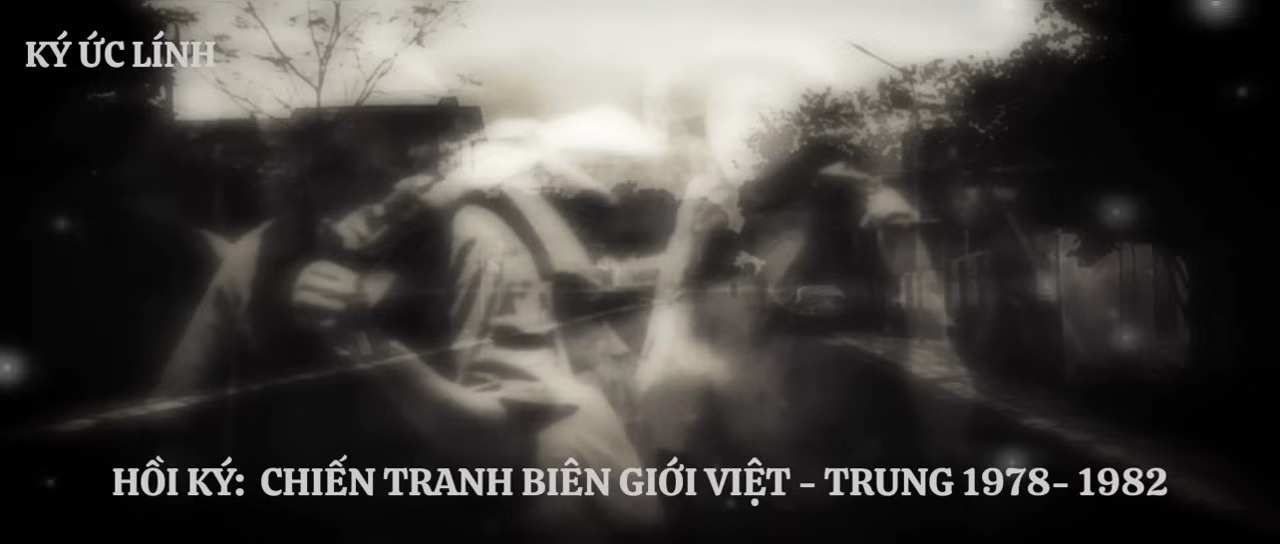 KÝ ỨC LÍNH
HỒI KÝ: CHIẾN TRANH BIÊN GIỚI VIỆT - TRUNG 1978- 1982